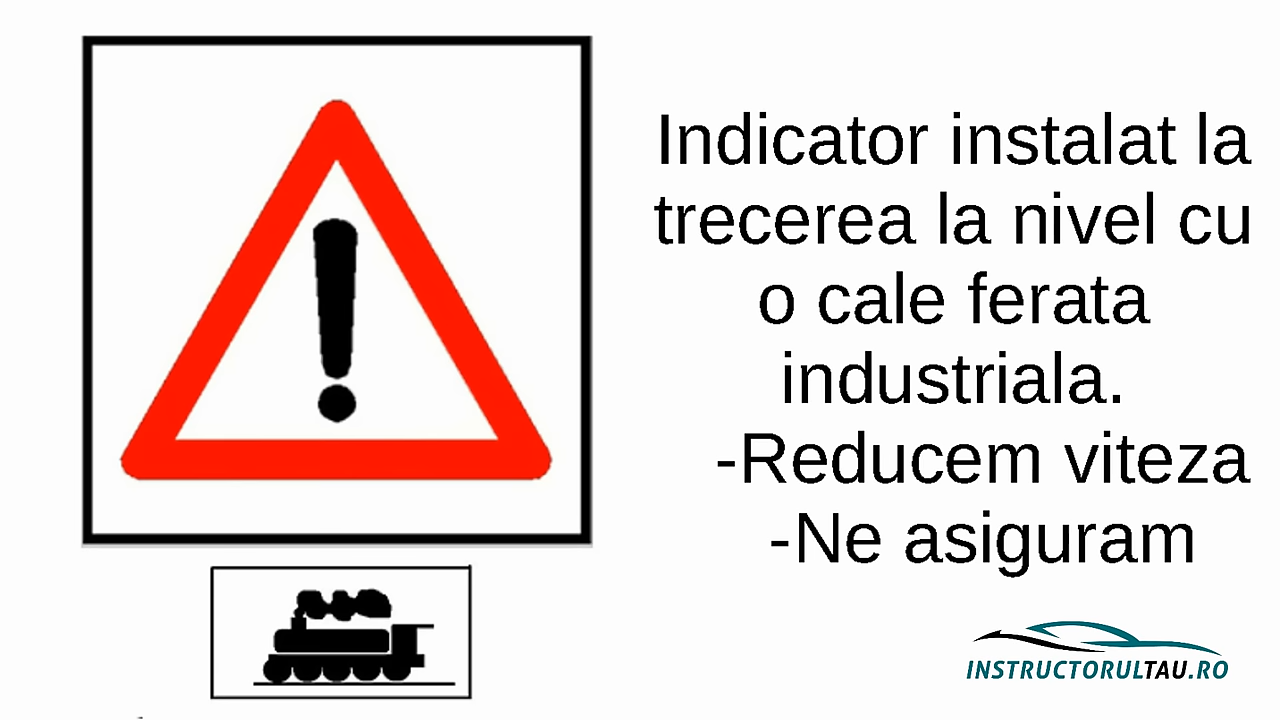 !
Indicator instalat la
trecerea la nivel cu
o cale ferata
industriala.
-Reducem viteza
-Ne asiguram
INSTRUCTORULTAU.RO